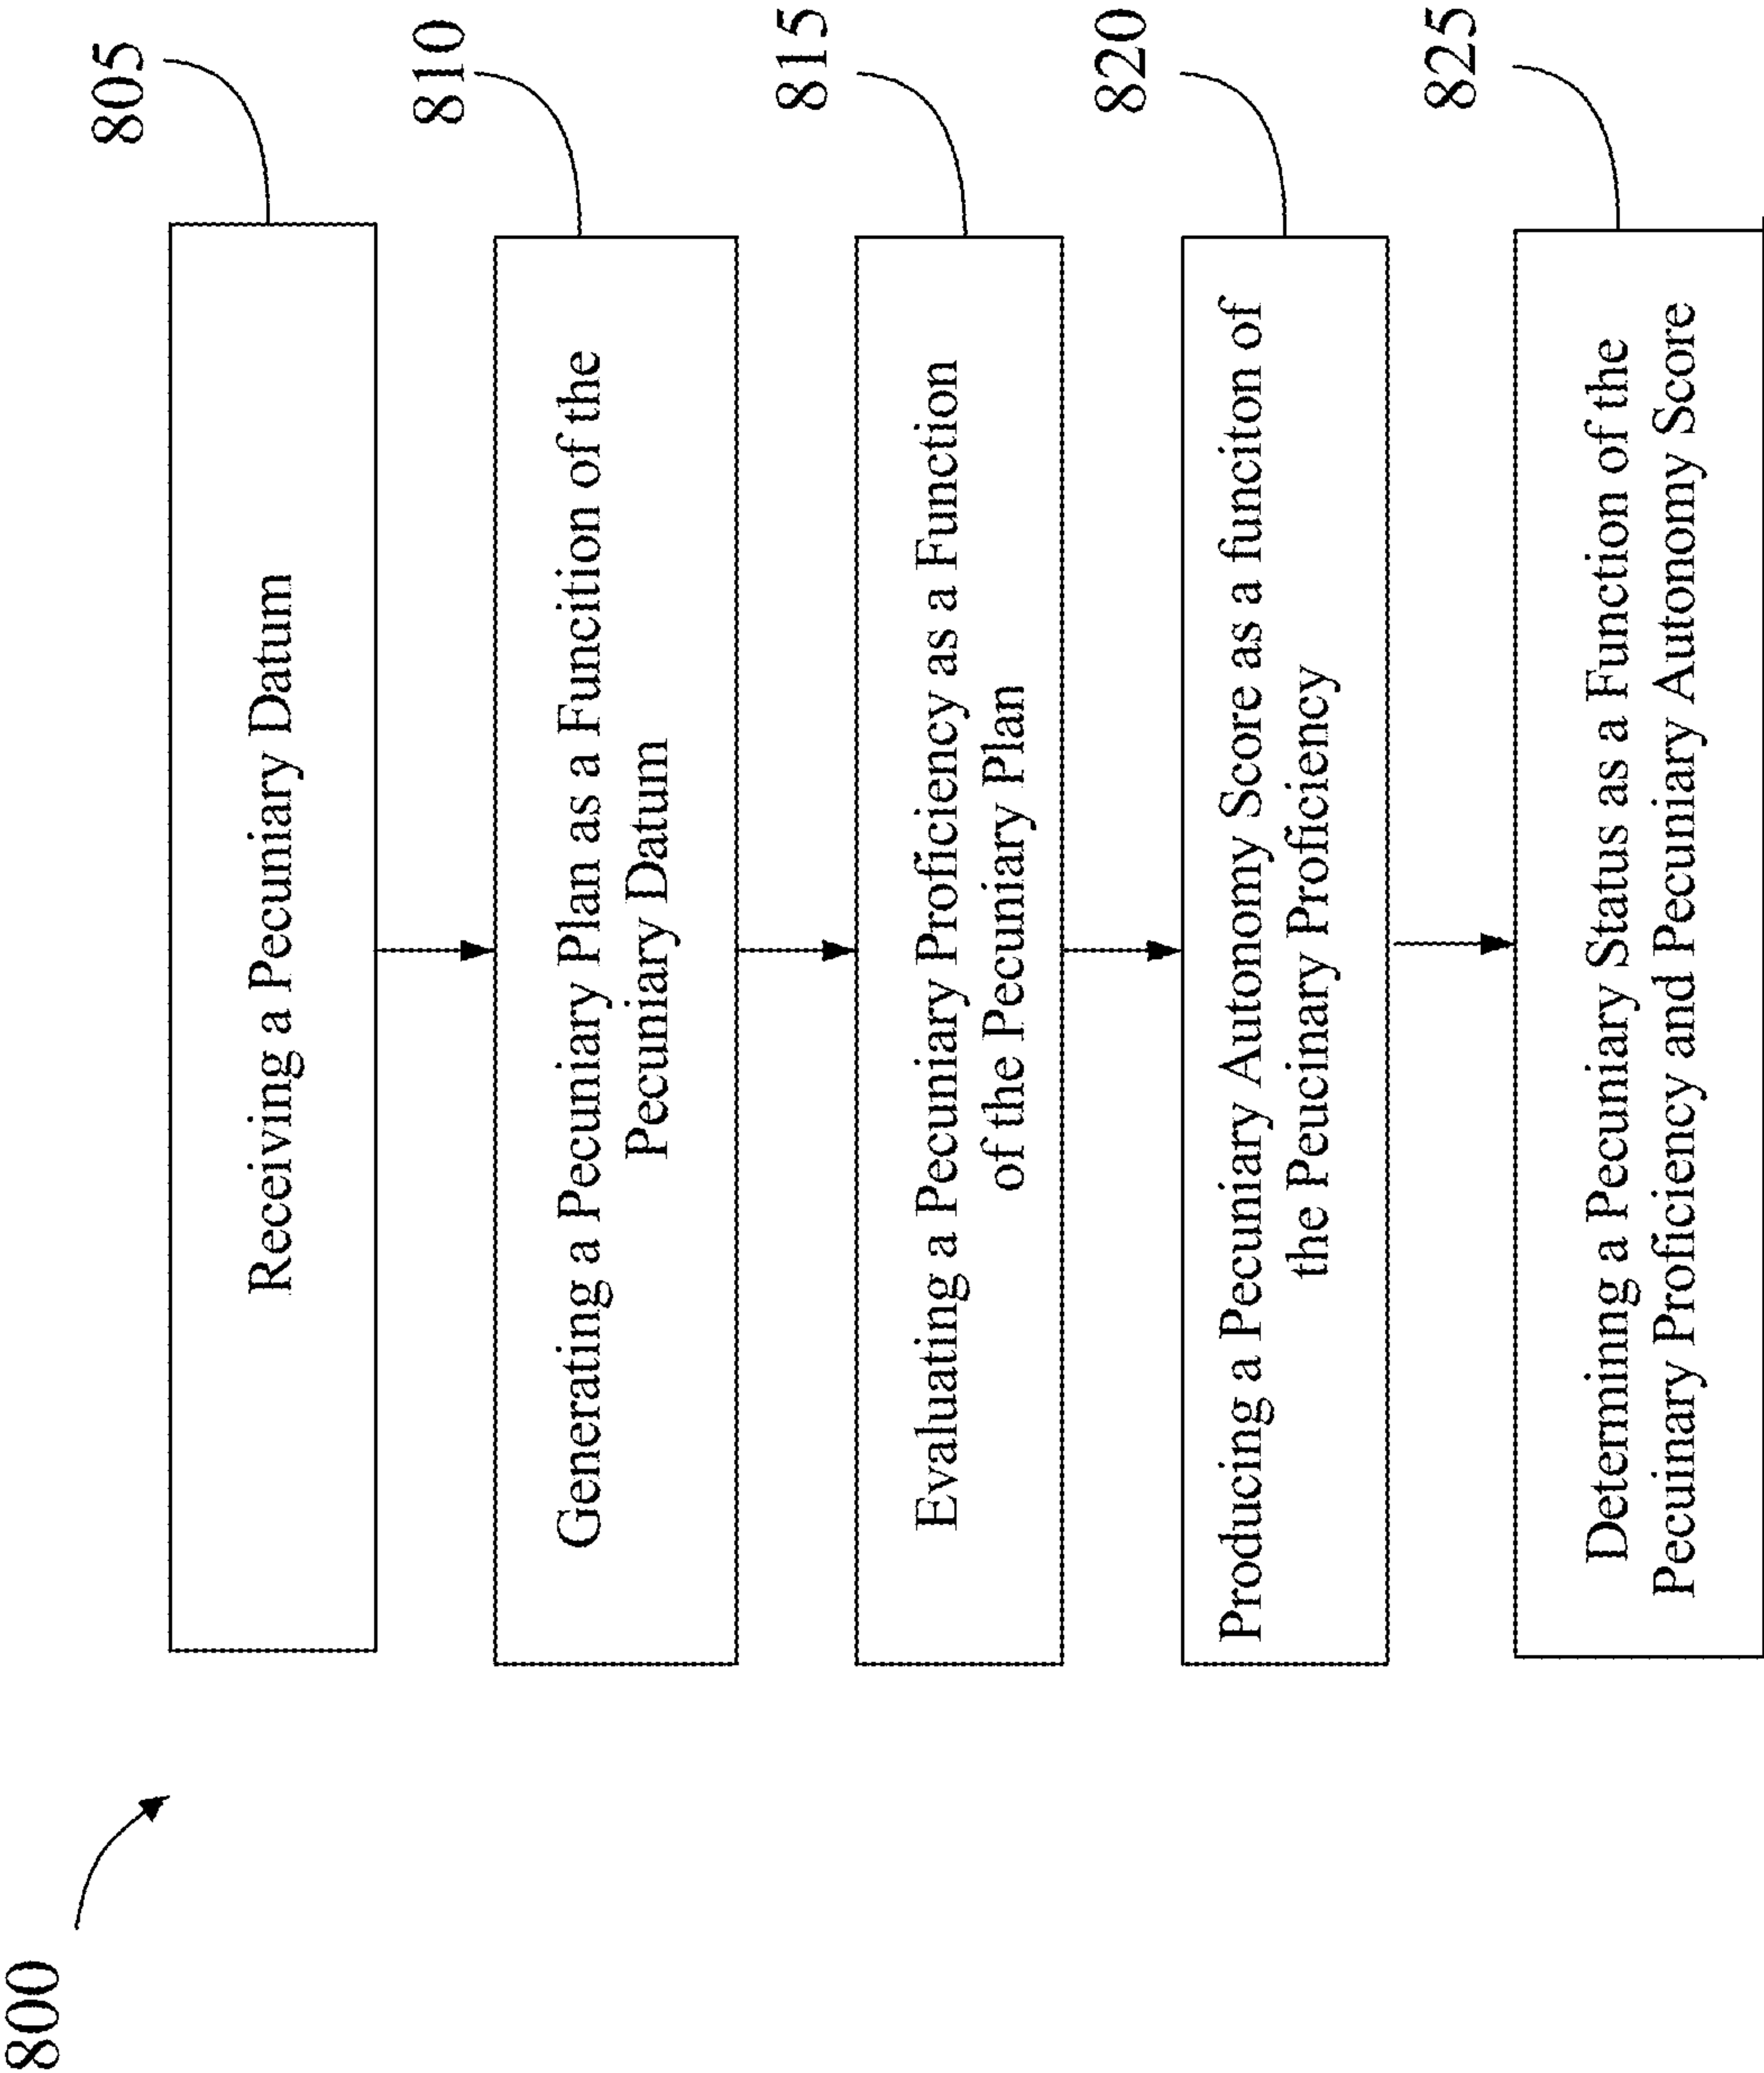 800
805
Receiving a Pecuniary Datum
810
Generating a Pecuniary Plan as a Funcition of the
Pecuniary Datum
815
Evaluating a Pecuniary Proficiency as a Function
of the Pecuniary Plan
820
Producing a Pecuniary Autonomy Score as a funciton of
the Peucinary Proficiency
825
Determining a Pecuniary Status as a Function of the
Pecuinary Proficiency and Pecuniary Autonomy Score